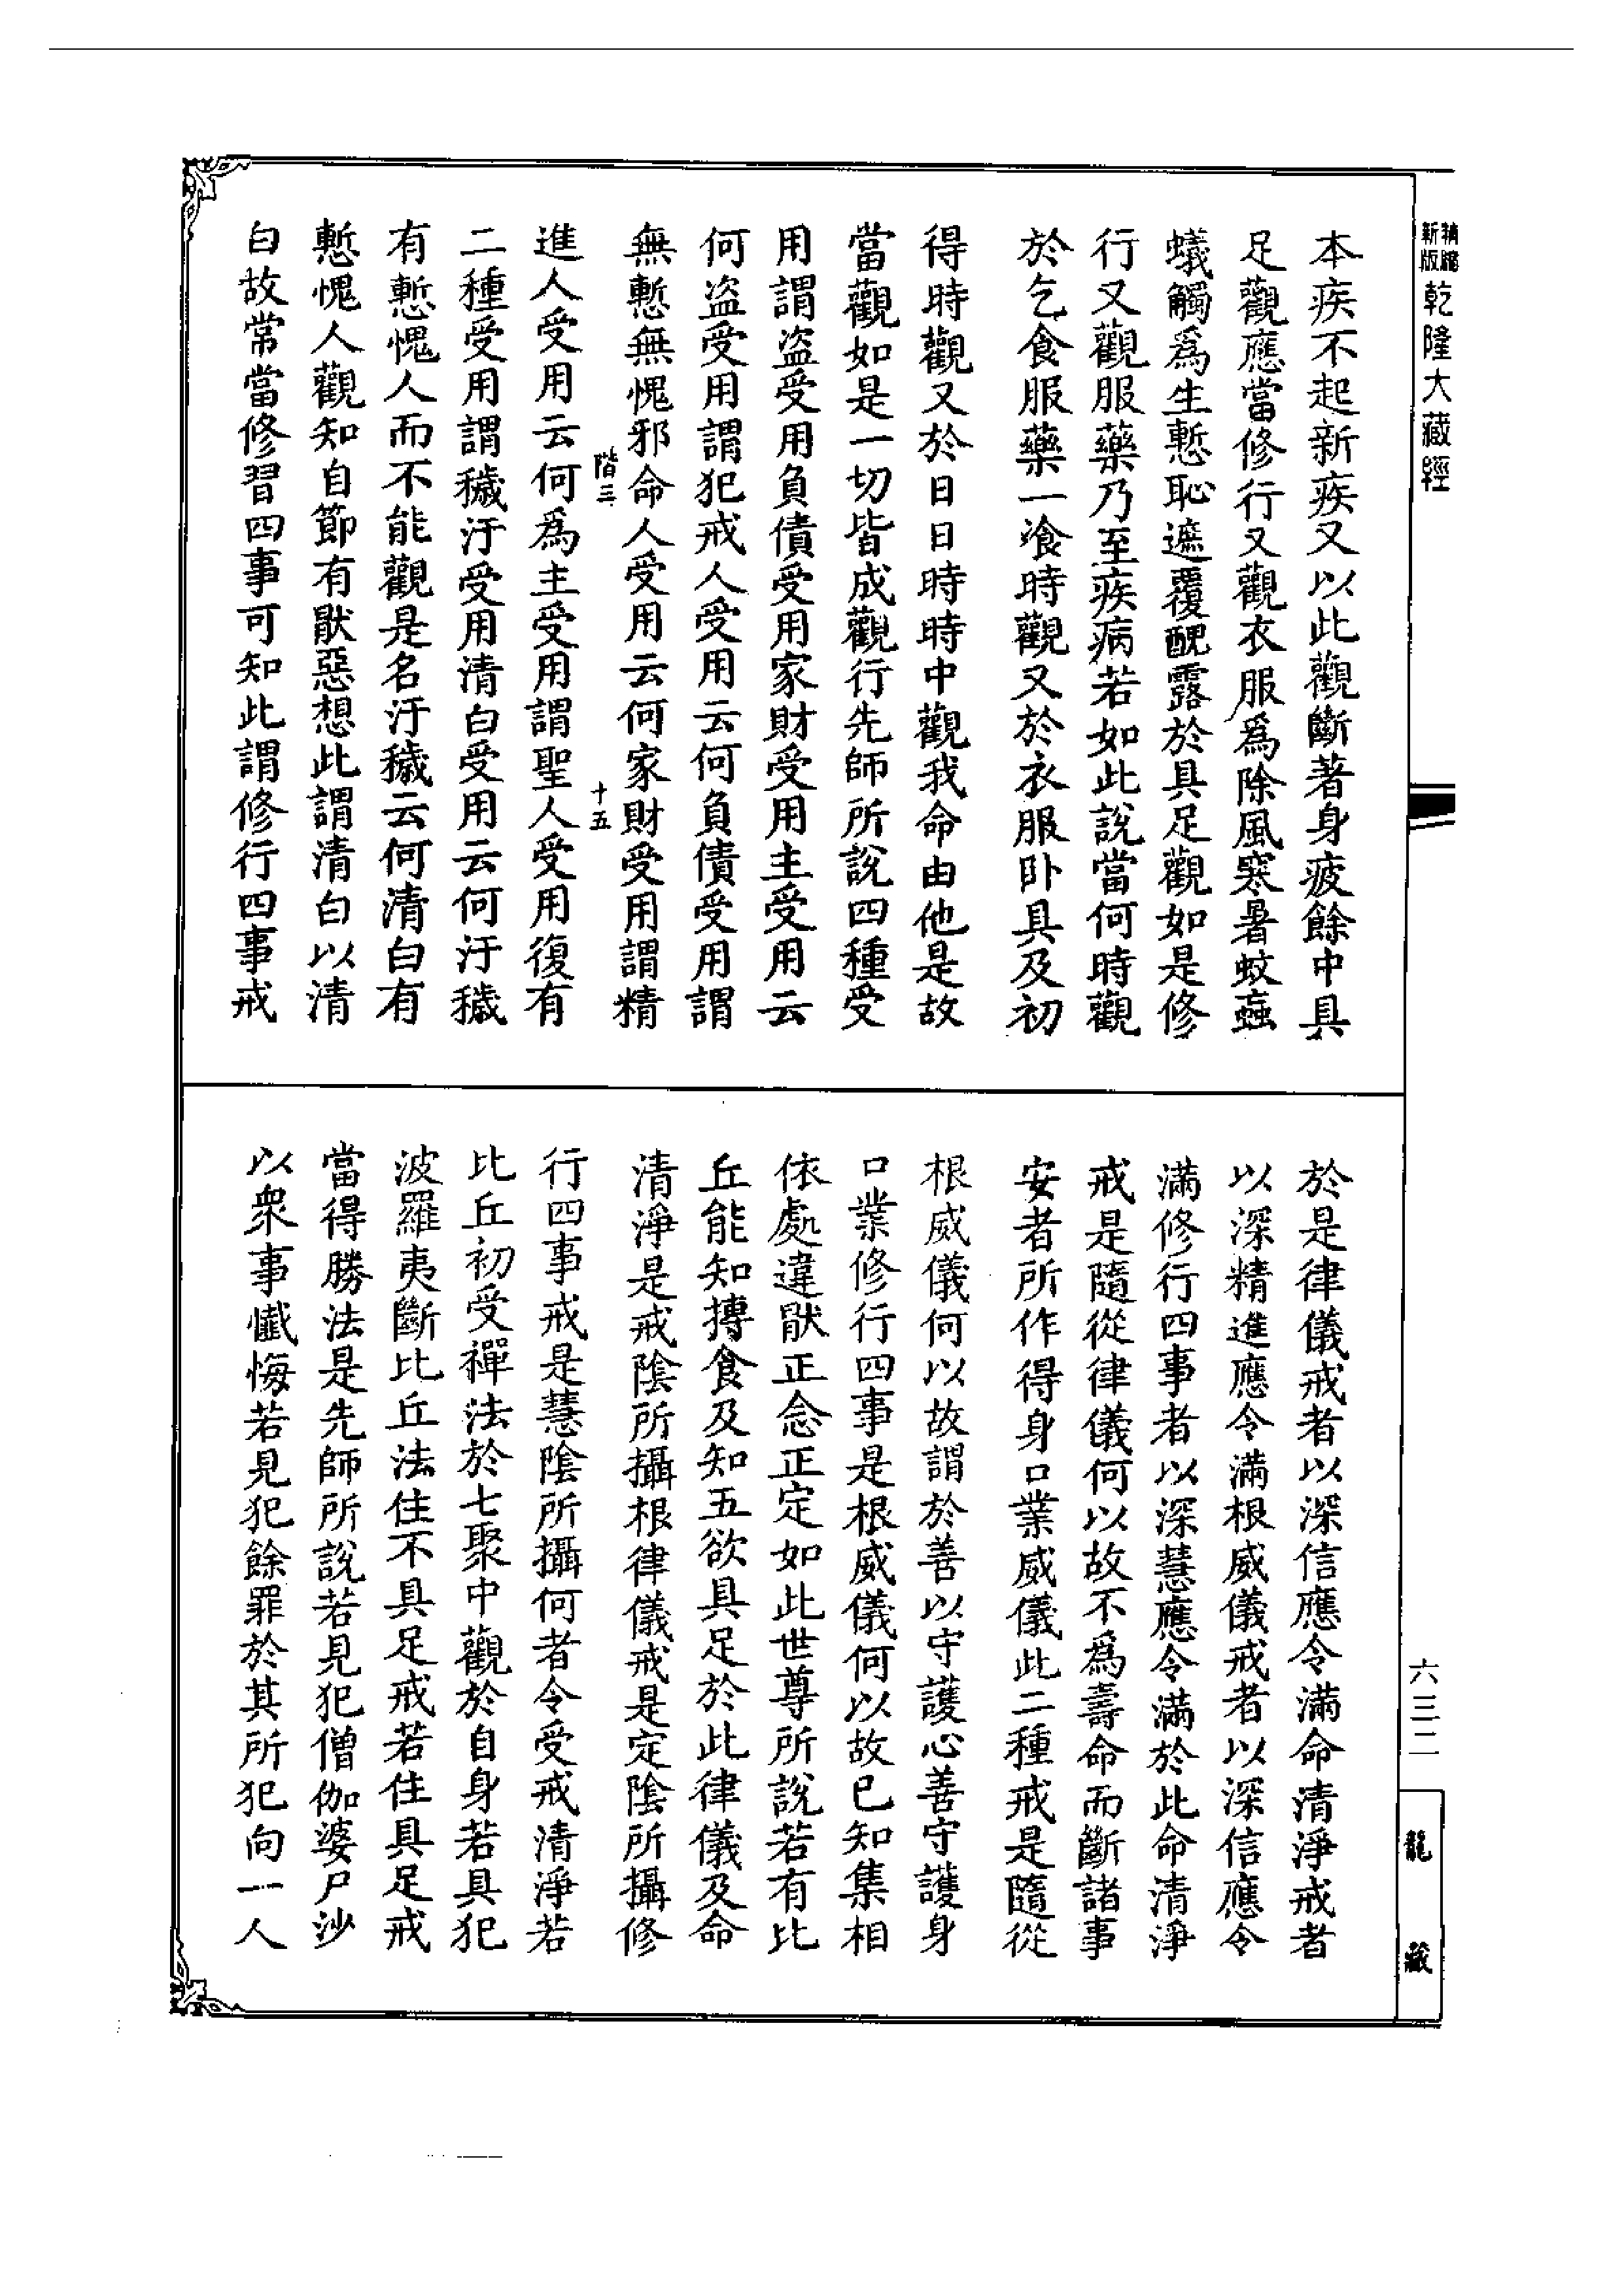 新版
乾隆大藏經
本疾不起新疾又以此觀斷著身疲餘中具
足觀應當修行又觀衣服爲除風寒暑蚊蝱
蟻觸爲生慙恥遮覆醜露於具足觀如是修
行又觀服藥乃至疾病若如此說當何時觀
於乞食服藥一飡時觀又於衣服臥具及初
得時觀又於日日時時中觀我命由他是故
當觀如是一切皆成觀行先師所說四種受
用謂盜受用負債受用家財受用主受用云
何盜受用謂犯戒人受用云何負債受用謂
無慙無愧邪命人受用云何家財受用謂精
階三
十五
進人受用云何爲主受用謂聖人受用復有
二種受用謂穢汙受用清白受用云何汙穢
有慙愧人而不能觀是名汙穢云何清白有
慙愧人觀知自節有厭惡想此謂清白以清
白故常當修習四事可知此謂修行四事戒
於是律儀戒者以深信應令滿命清淨戒者
以深精進應令滿根威儀戒者以深信應令
滿修行四事者以深慧應令滿於此命清淨
戒是隨從律儀何以故不爲壽命而斷諸事
安者所作得身口業威儀此二種戒是隨從
根威儀何以故謂於善以守護心善守護身
口業修行四事是根威儀何以故已知集相
依處違厭正念正定如此世尊所說若有比
丘能知摶食及知五欲具足於此律儀及命
清淨是戒陰所攝根律儀戒是定陰所攝修
行四事戒是慧陰所攝何者令受戒清淨若
比丘初受禪法於七聚中觀於自身若具犯
波羅夷斷比丘法住不具足戒若住具足戒
當得勝法是先師所說若見犯僧伽婆尸沙
以衆事懺悔若見犯餘罪於其所犯向一人
六三二
龍藏